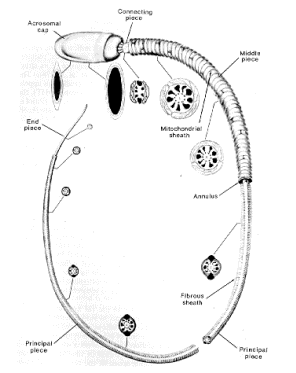 Connecting
piece
Acrosomal
cap
Middle
piece
End
piece
Mitochondrial
sheath
Annulus
Fibrous
sheath
Principal
piece
Principal
piece